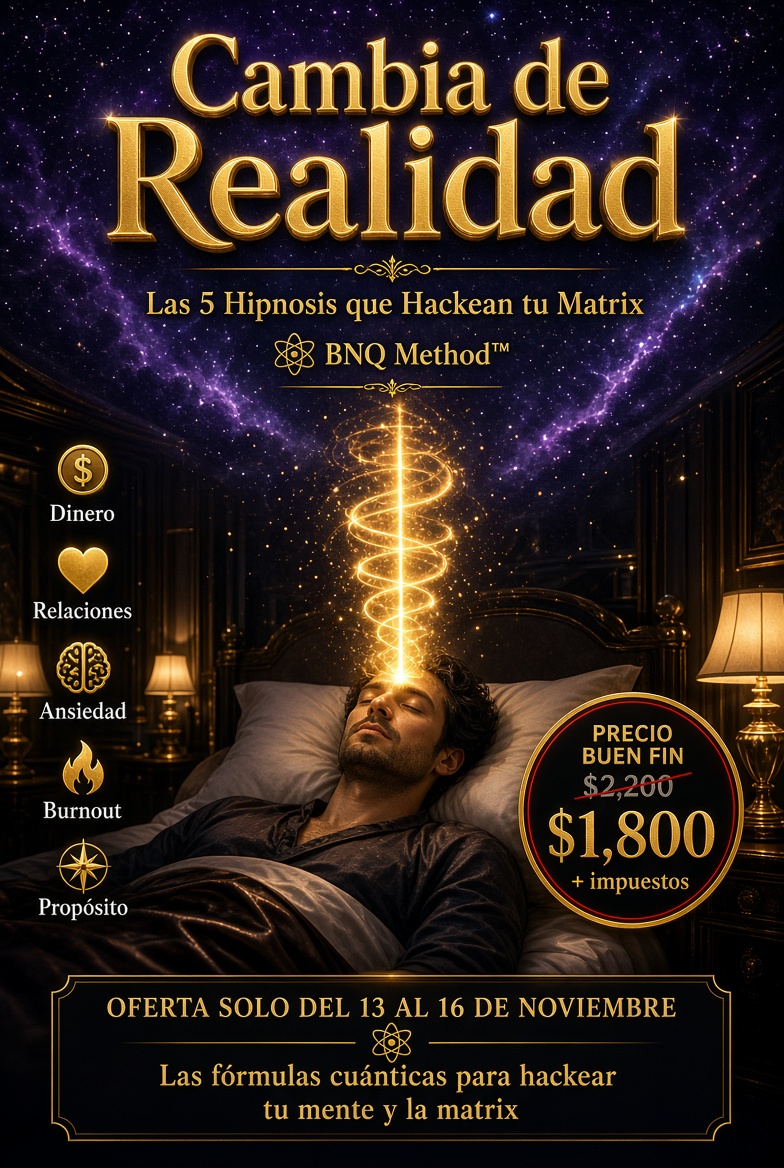 Cambia de
Realidad
Las 5 Hipnosis que Hackean tu Matrix
BNQ Method™
$
Dinero
Relaciones
Ansiedad
Burnout
Propósito
PRECIO
BUEN FIN
$2,200
$1,800
+ impuestos
OFERTA SOLO DEL 13 AL 16 DE NOVIEMBRE
Las fórmulas cuánticas para hackear
tu mente y la matrix